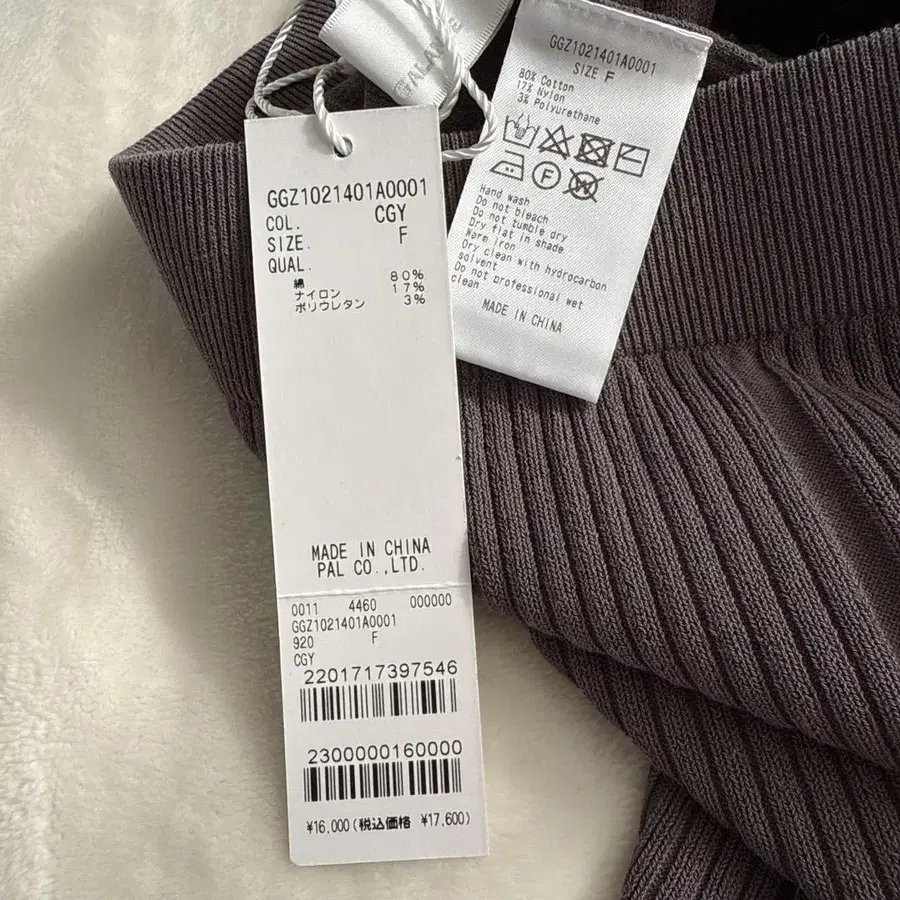 GGZ1021401A0001
COL. CGY
SIZE. F
QUAL.
綿 80%
ナイロン 17%
ポリウレタン 3%
MADE IN CHINA
PAL CO.,LTD.
0011 4460 000000
GGZ1021401A0001
920 F
CGY
2201717397546
2300000160000
¥16,000(税込価格 ¥17,600)
GGZ1021401A0001
SIZE F
80% Cotton
17% Nylon
3% Polyurethane
F
W
Hand wash
Do not bleach
Do not tumble dry
Dry flat in shade
Warm iron
Dry clean with hydrocarbon
solvent
Do not professional wet
clean
MADE IN CHINA